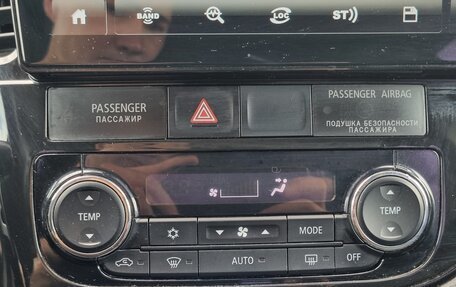 BAND LOC ST
PASSENGER
ПАССАЖИР
PASSENGER AIRBAG
ПОДУШКА БЕЗОПАСНОСТИ
ПАССАЖИРА
TEMP TEMP
MODE
AUTO OFF